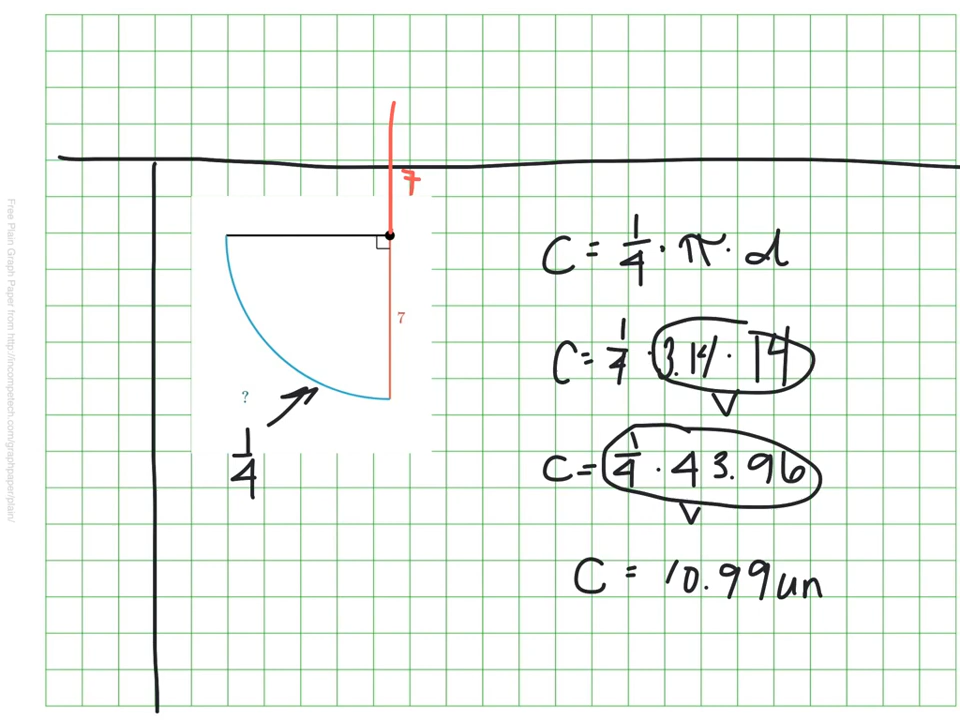 Free Plain Graph Paper from http://incompetech.com/graphpaper/plain/
7
7
?
1/4
C = 1/4 · π · d
C = 1/4 · 3.14 · 14
C = 1/4 · 43.96
C = 10.99un